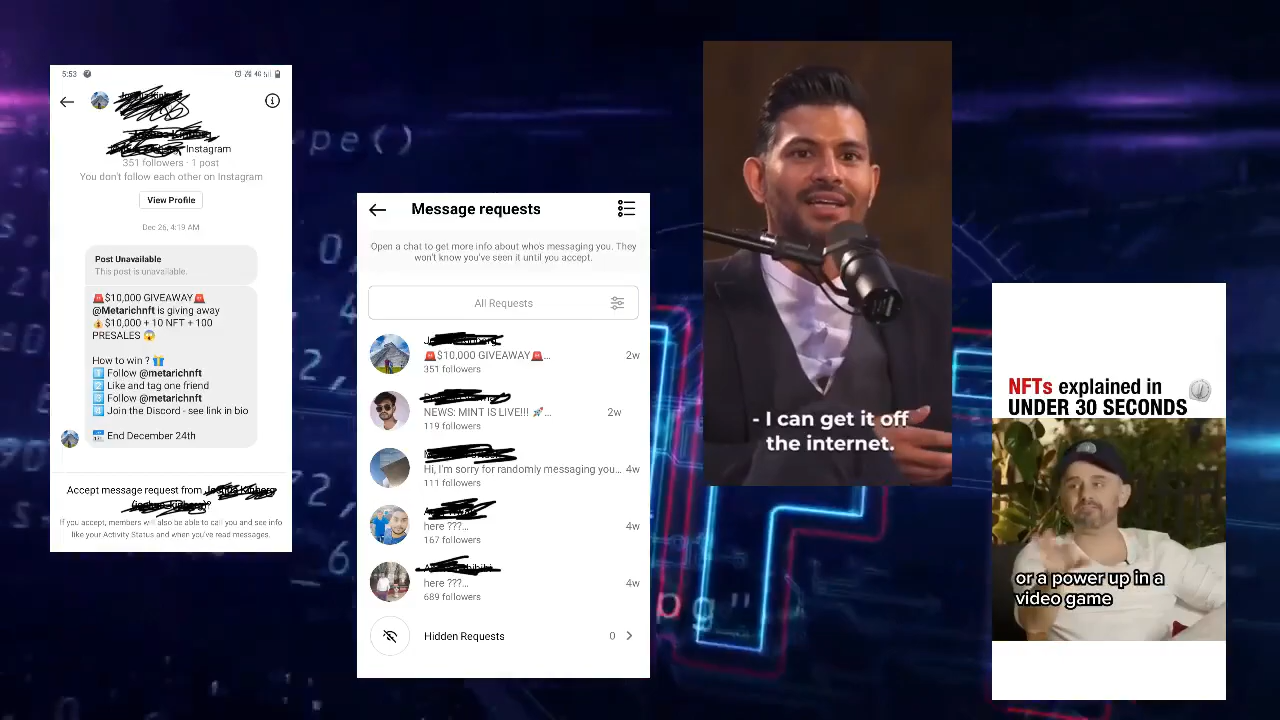 5:53
Instagram
351 followers · 1 post
You don't follow each other on Instagram
View Profile
Dec 26, 4:19 AM
Post Unavailable
This post is unavailable.
🚨$10,000 GIVEAWAY🚨
@Metarichnft is giving away
💰$10,000 + 10 NFT + 100
PRESALES 😱
How to win ? 🎁
1️⃣ Follow @metarichnft
2️⃣ Like and tag one friend
3️⃣ Follow @metarichnft
4️⃣ Join the Discord - see link in bio
📅 End December 24th
Accept message request from
If you accept, members will also be able to call you and see info
like your Activity Status and when you've read messages.
Message requests
Open a chat to get more info about who's messaging you. They
won't know you've seen it until you accept.
All Requests
🚨$10,000 GIVEAWAY🚨... 2w
351 followers
NEWS: MINT IS LIVE!!! 🚀... 2w
119 followers
Hi, I'm sorry for randomly messaging you... 4w
111 followers
here ???... 4w
167 followers
here ???... 4w
689 followers
Hidden Requests 0
- I can get it off
the internet.
NFTs explained in
UNDER 30 SECONDS
or a power up in a
video game